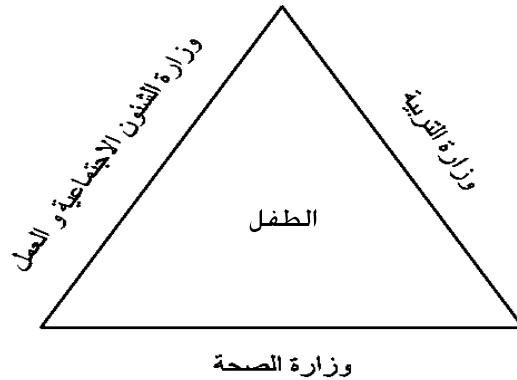 وزارة التربية
وزارة الشئون الاجتماعية و العمل
الطفل
وزارة الصحة